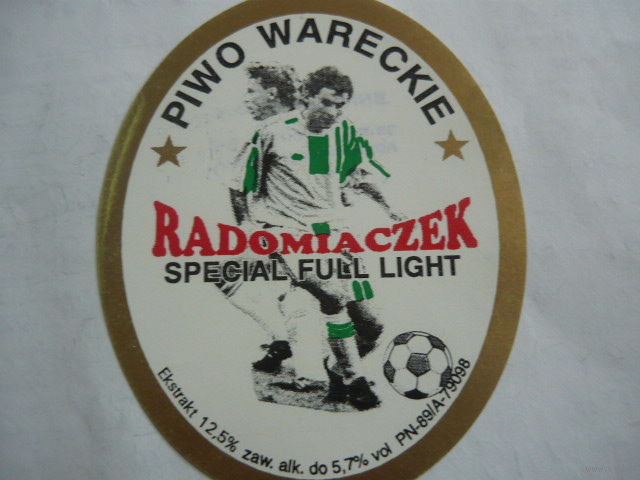 PIWO WARECKIE
RADOMIACZEK
SPECIAL FULL LIGHT
Ekstrakt 12,5% zaw. alk. do 5,7% vol PN-89/A-79098